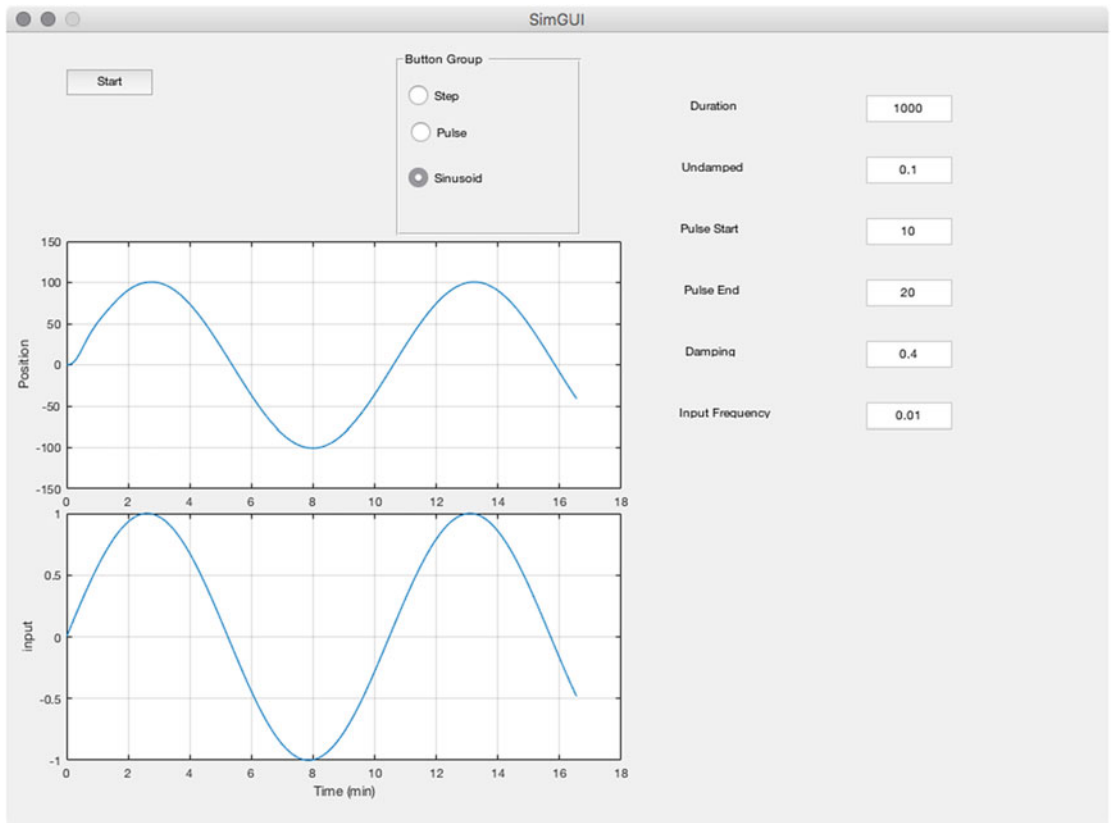 SimGUI
Start
Button Group
Step
Pulse
Sinusoid
Duration
1000
Undamped
0.1
Pulse Start
10
Pulse End
20
Damping
0.4
Input Frequency
0.01
150
100
50
0
-50
-100
-150
Position
0 2 4 6 8 10 12 14 16 18
1
0.5
0
-0.5
-1
input
0 2 4 6 8 10 12 14 16 18
Time (min)